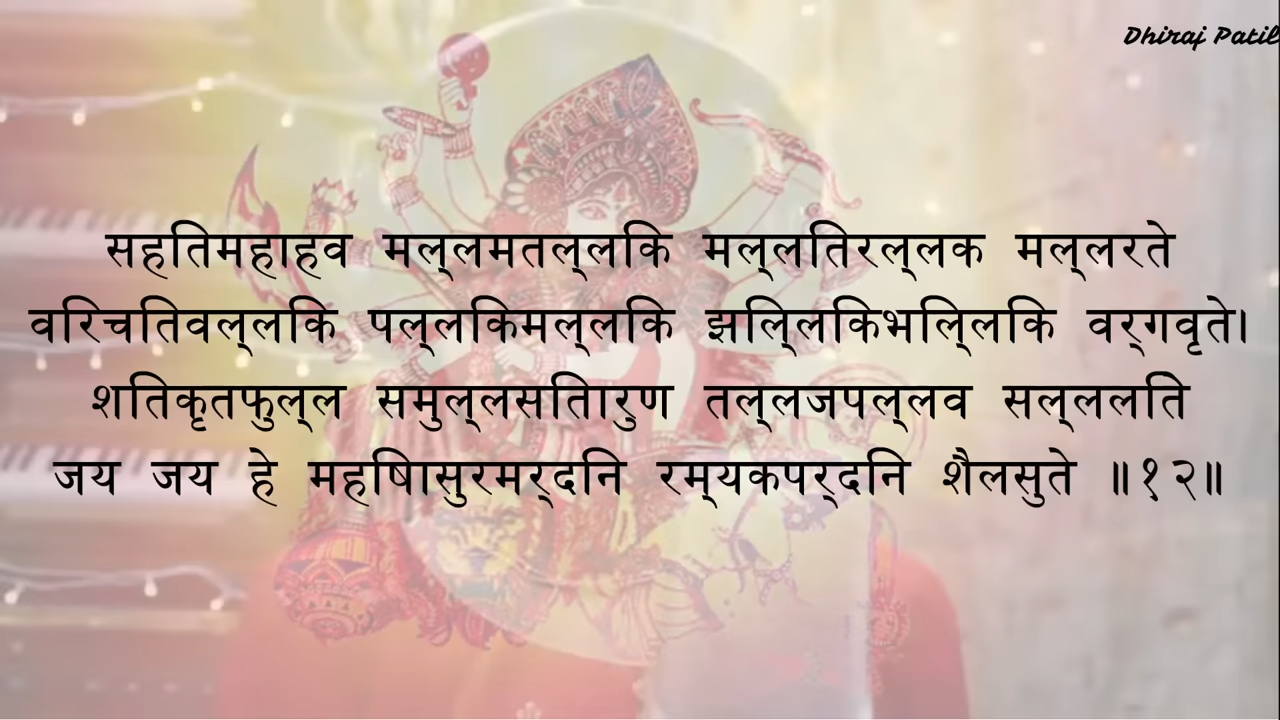 Dhiraj Patil
सहतिमहाहव मल्‌लमतल्‌लकि मल्‌लतिरल्‌लक मल्‌लरते
वरिचतिवल्‌लकि पल्‌लकिमल्‌लकि झल्‌लिकिभल्‌लिकि वर्‌गवृते।
शतिकृतफुल्‌ल समुल्‌लसतिारुण तल्‌लजपल्‌लव सल्‌ललति
जय जय हे महषिासुरमर्‌दनि रम्‌यकपर्‌दनि शैलसुते ॥१२॥